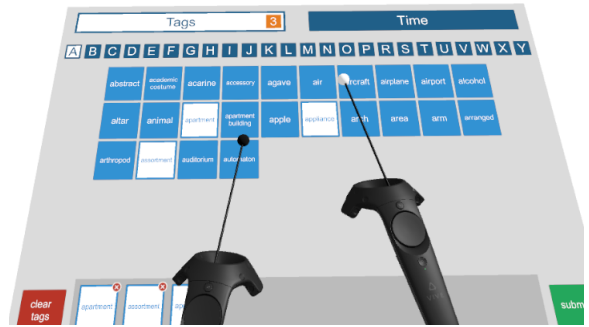 Tags 3 Time
A B C D E F G H I J K L M N O P R S T U V W X Y
abstract academic costume acarine accessory agave air aircraft airplane airport alcohol
altar animal apartment apartment building apple appliance arch area arm arranged
arthropod assortment auditorium automaton
clear tags apartment assortment